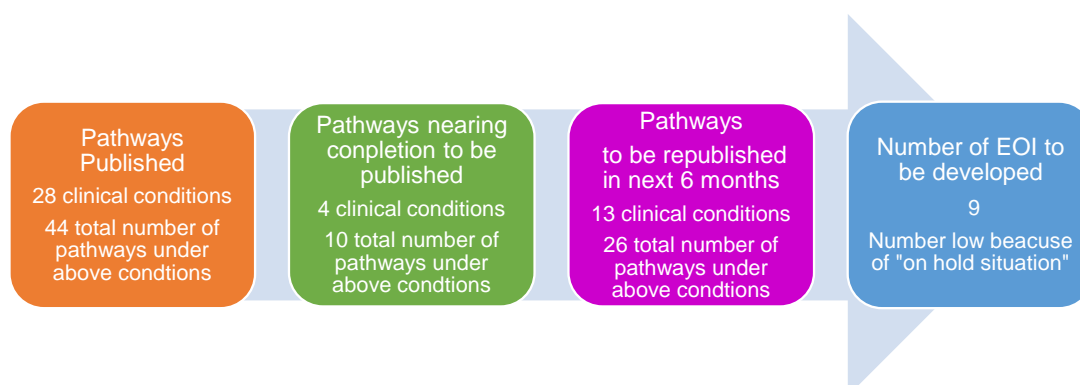 Pathways
Published
28 clinical conditions
44 total number of
pathways under
above condtions
Pathways nearing
conpletion to be
published
4 clinical conditions
10 total number of
pathways under
above condtions
Pathways
to be republished
in next 6 months
13 clinical conditions
26 total number of
pathways under
above condtions
Number of EOI to
be developed
9
Number low beacuse
of "on hold situation"